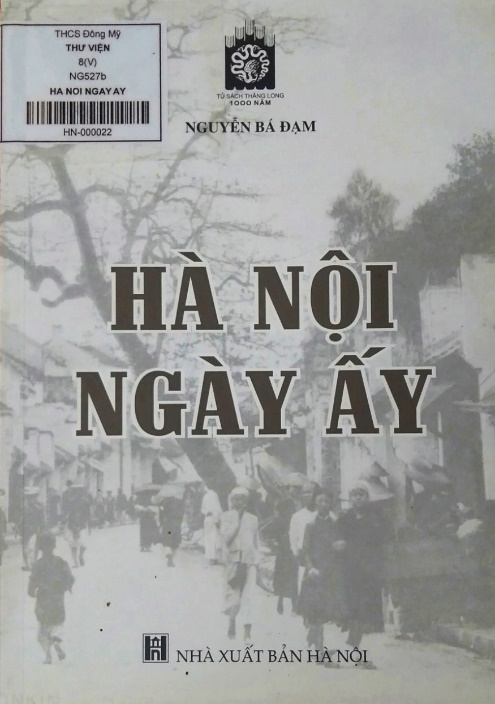 THCS Đông Mỹ
THƯ VIỆN
8(V)
NG527b
HA NOI NGAY AY
HN-000022
TỦ SÁCH THĂNG LONG
1000 NĂM
NGUYỄN BÁ ĐẠM
HÀ NỘI
NGÀY ẤY
NHÀ XUẤT BẢN HÀ NỘI